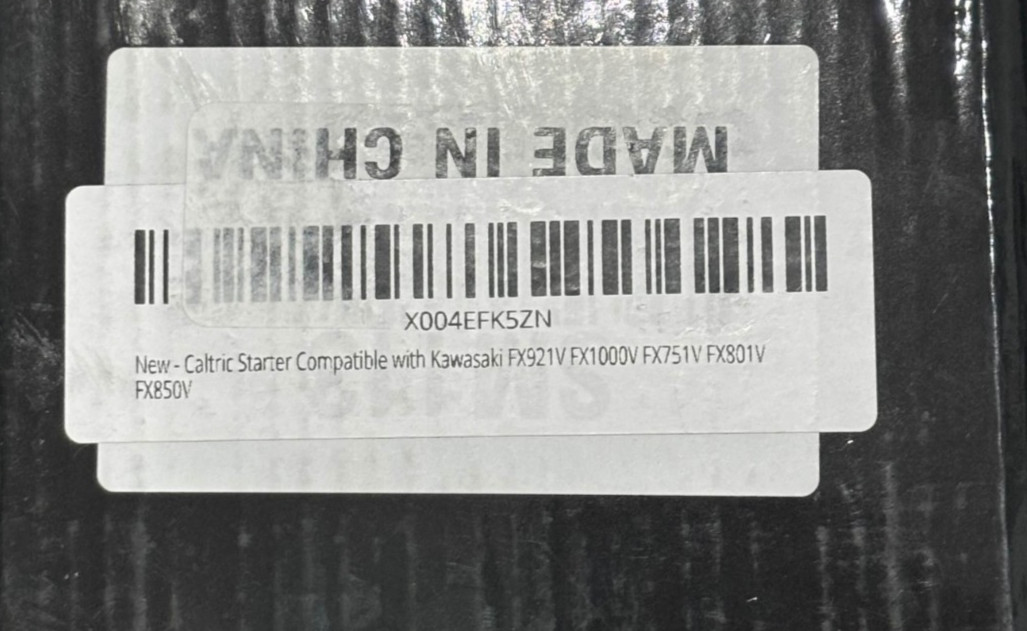 MADE IN CHINA
X004EFK5ZN
New - Caltric Starter Compatible with Kawasaki FX921V FX1000V FX751V FX801V
FX850V